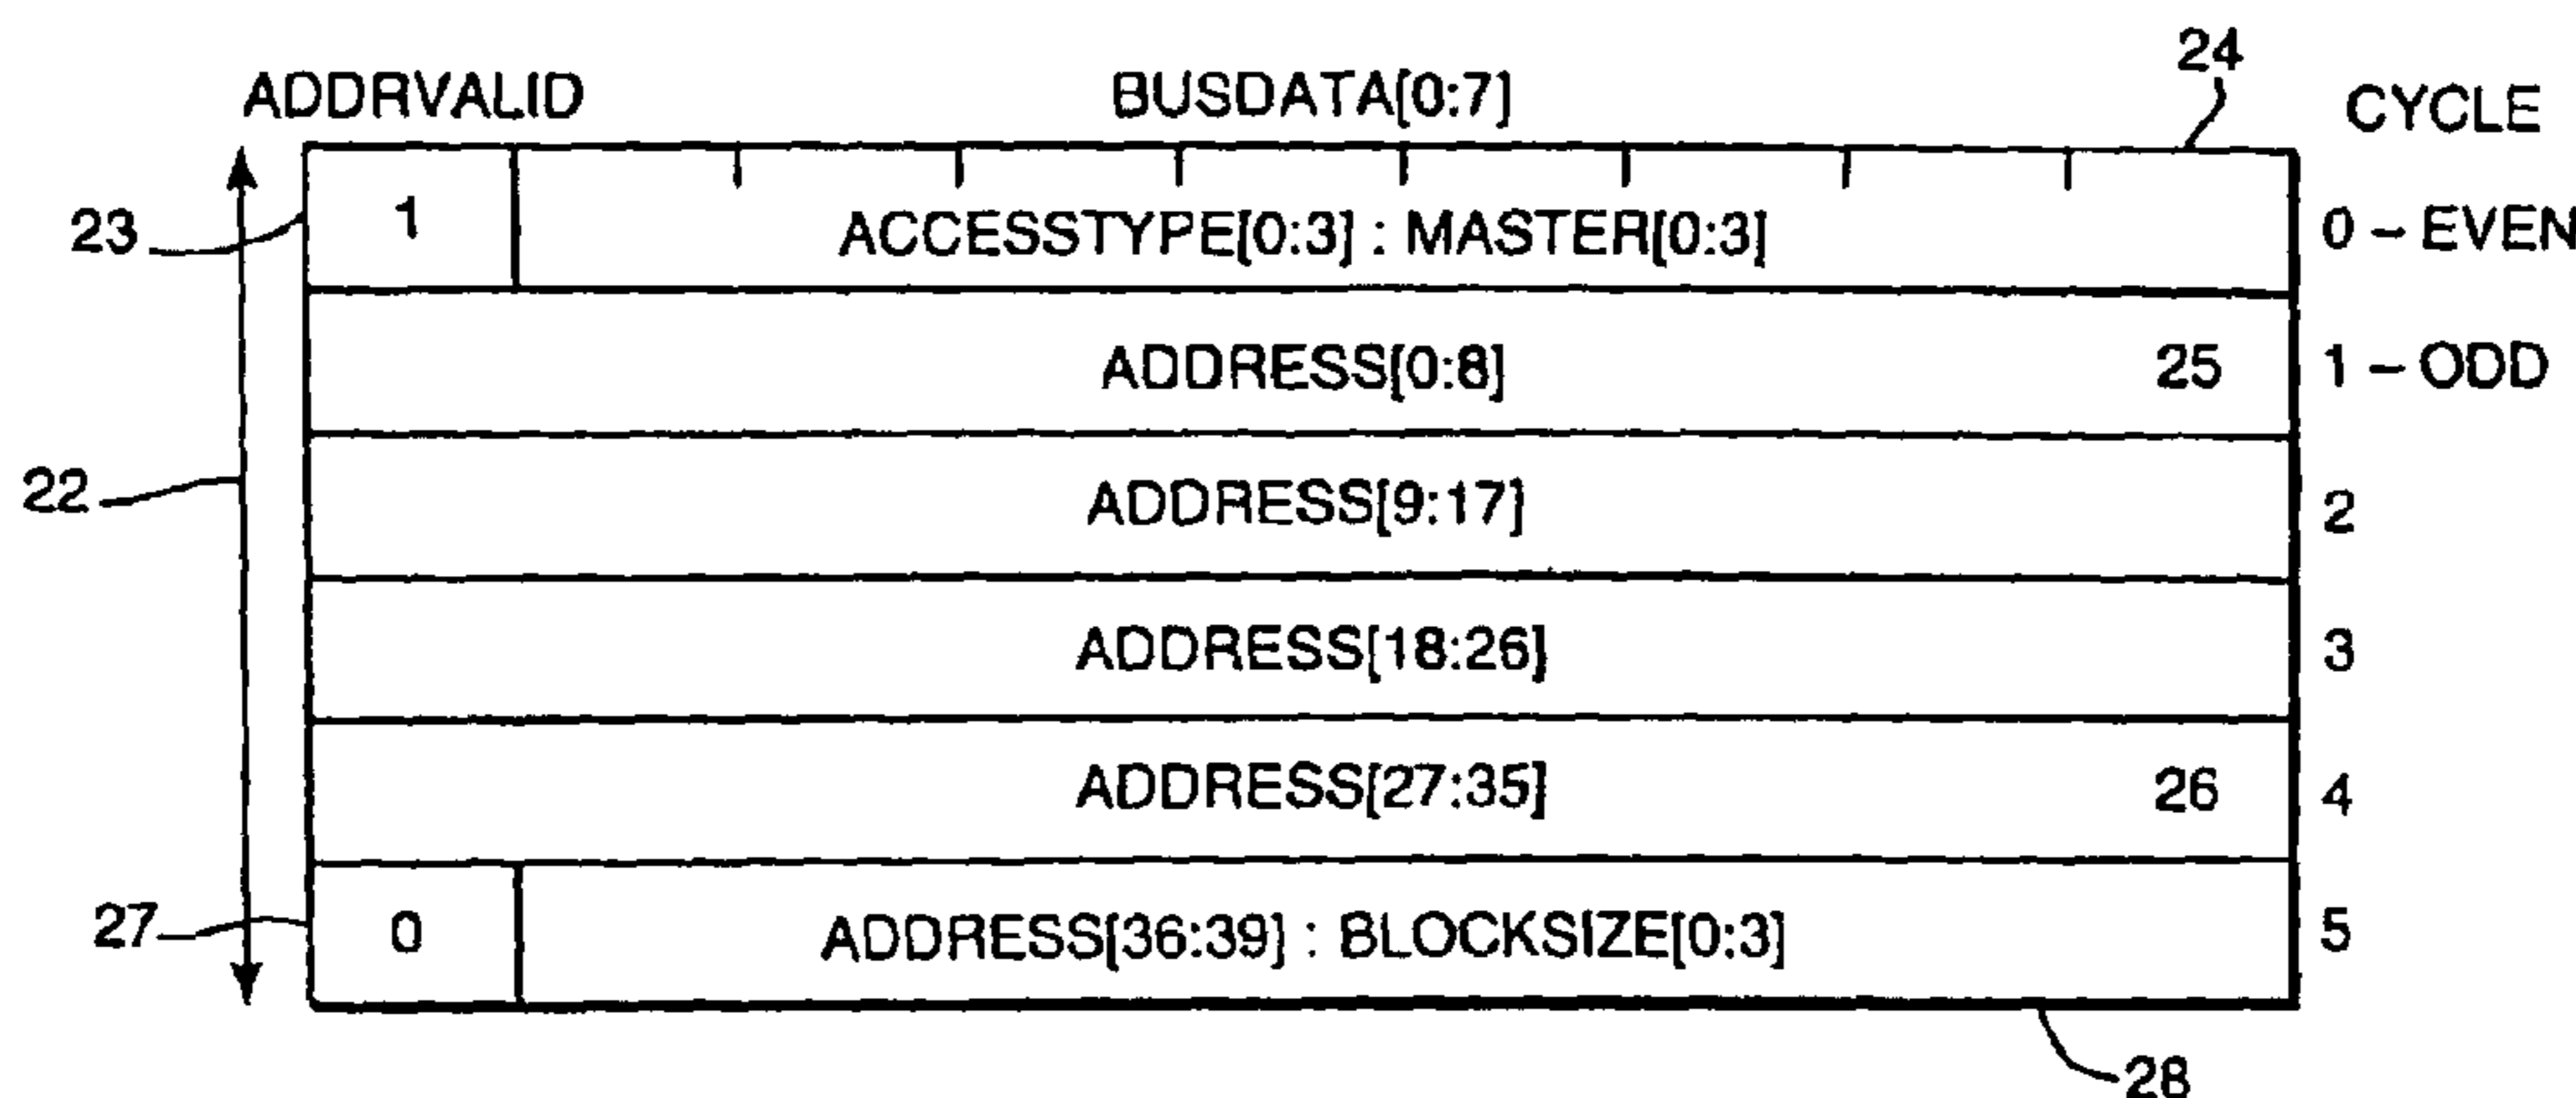 24
ADDRVALID BUSDATA[0:7] CYCLE
23 1 ACCESSTYPE[0:3] : MASTER[0:3] 0 – EVEN
ADDRESS[0:8] 25 1 – ODD
22 ADDRESS[9:17] 2
ADDRESS[18:26] 3
ADDRESS[27:35] 26 4
27 0 ADDRESS[36:39] : BLOCKSIZE[0:3] 5
28